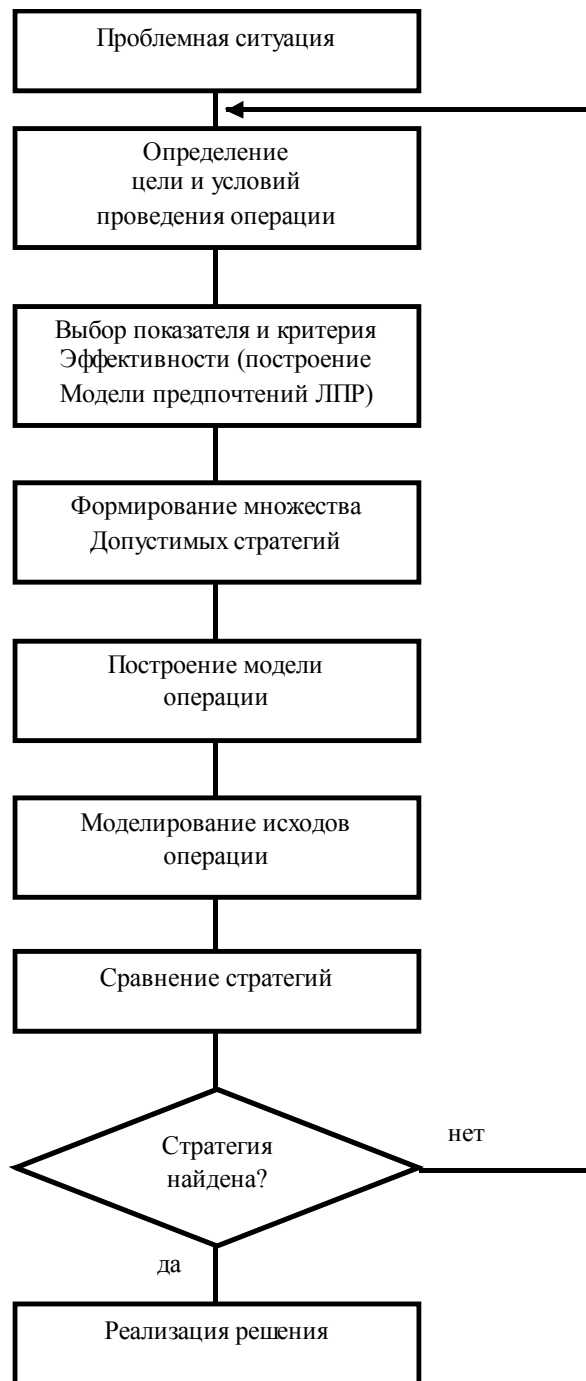 Проблемная ситуация
Определение
цели и условий
проведения операции
Выбор показателя и критерия
Эффективности (построение
Модели предпочтений ЛПР)
Формирование множества
Допустимых стратегий
Построение модели
операции
Моделирование исходов
операции
Сравнение стратегий
Стратегия
найдена?
нет
да
Реализация решения